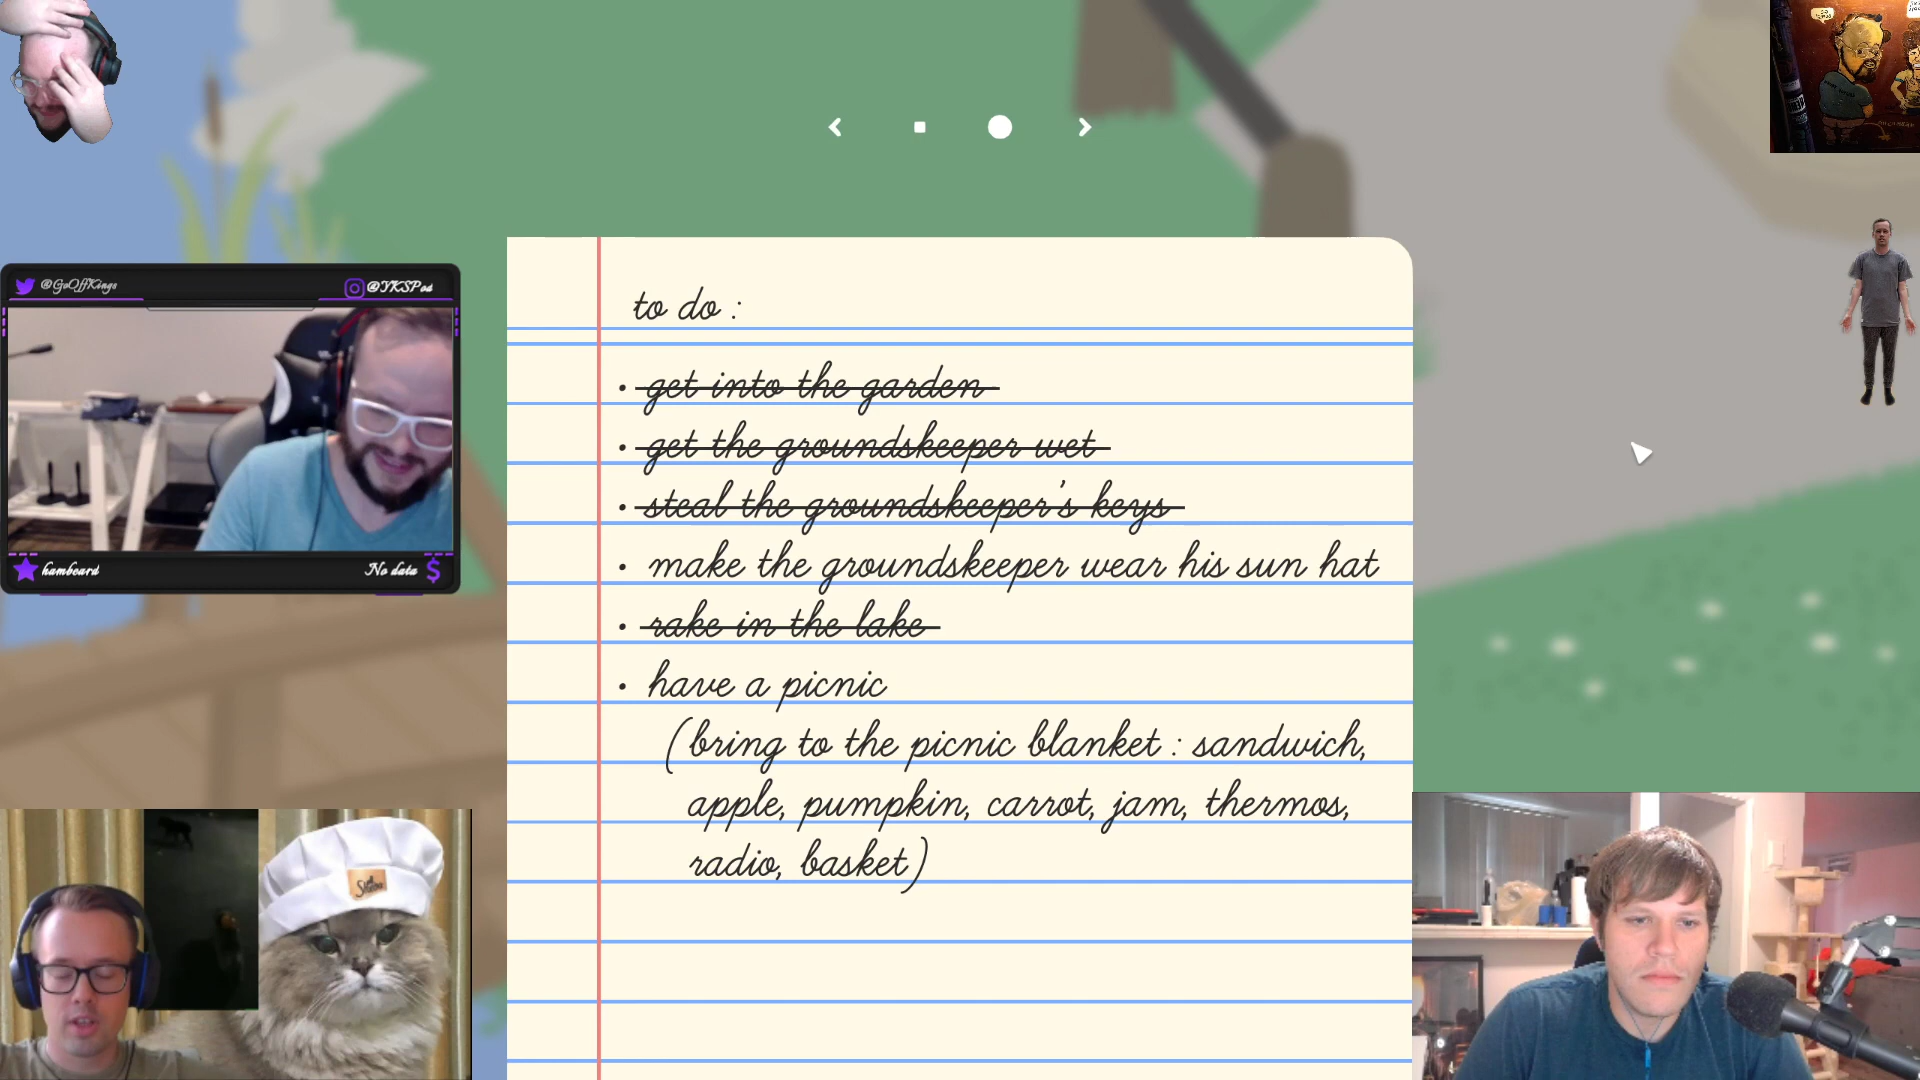 @GoOffKings
@YKSPod
hambeard
No data
to do :
• get into the garden
• get the groundskeeper wet
• steal the groundskeeper's keys
• make the groundskeeper wear his sun hat
• rake in the lake
• have a picnic
(bring to the picnic blanket : sandwich,
apple, pumpkin, carrot, jam, thermos,
radio, basket)